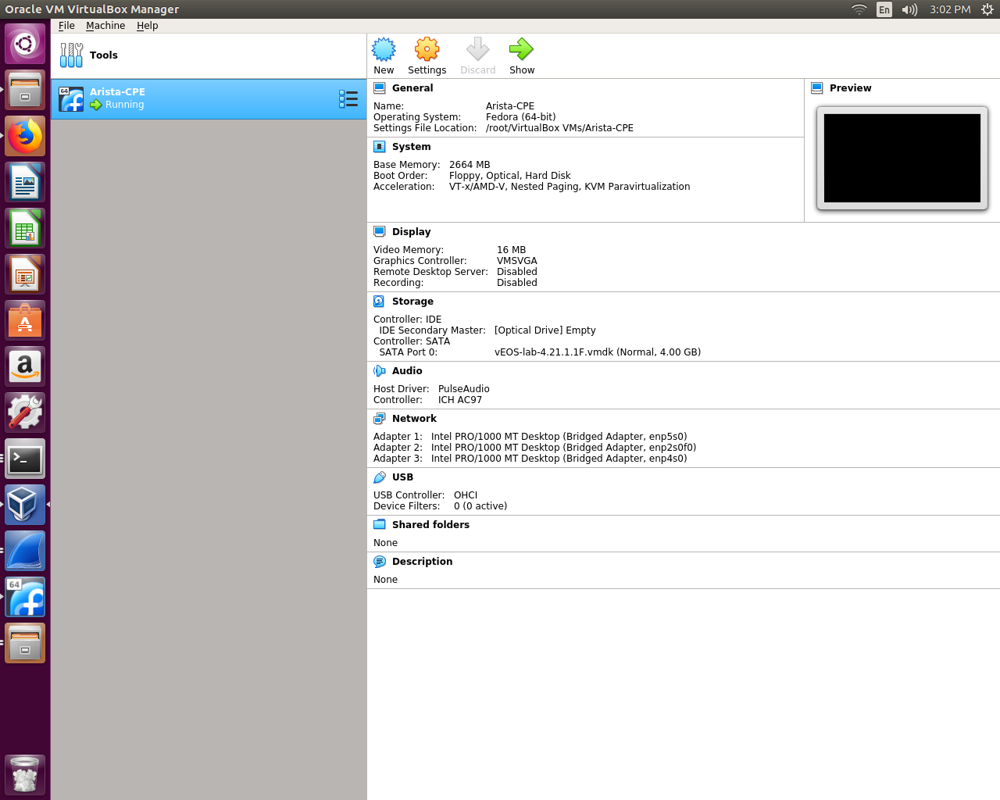 Oracle VM VirtualBox Manager
En
3:02 PM
File Machine Help
Tools
New Settings Discard Show
64
Arista-CPE
Running
General
Name: Arista-CPE
Operating System: Fedora (64-bit)
Settings File Location: /root/VirtualBox VMs/Arista-CPE
Preview
System
Base Memory: 2664 MB
Boot Order: Floppy, Optical, Hard Disk
Acceleration: VT-x/AMD-V, Nested Paging, KVM Paravirtualization
Display
Video Memory: 16 MB
Graphics Controller: VMSVGA
Remote Desktop Server: Disabled
Recording: Disabled
Storage
Controller: IDE
IDE Secondary Master: [Optical Drive] Empty
Controller: SATA
SATA Port 0: vEOS-lab-4.21.1.1F.vmdk (Normal, 4.00 GB)
Audio
Host Driver: PulseAudio
Controller: ICH AC97
Network
Adapter 1: Intel PRO/1000 MT Desktop (Bridged Adapter, enp5s0)
Adapter 2: Intel PRO/1000 MT Desktop (Bridged Adapter, enp2s0f0)
Adapter 3: Intel PRO/1000 MT Desktop (Bridged Adapter, enp4s0)
USB
USB Controller: OHCI
Device Filters: 0 (0 active)
Shared folders
None
Description
None
64